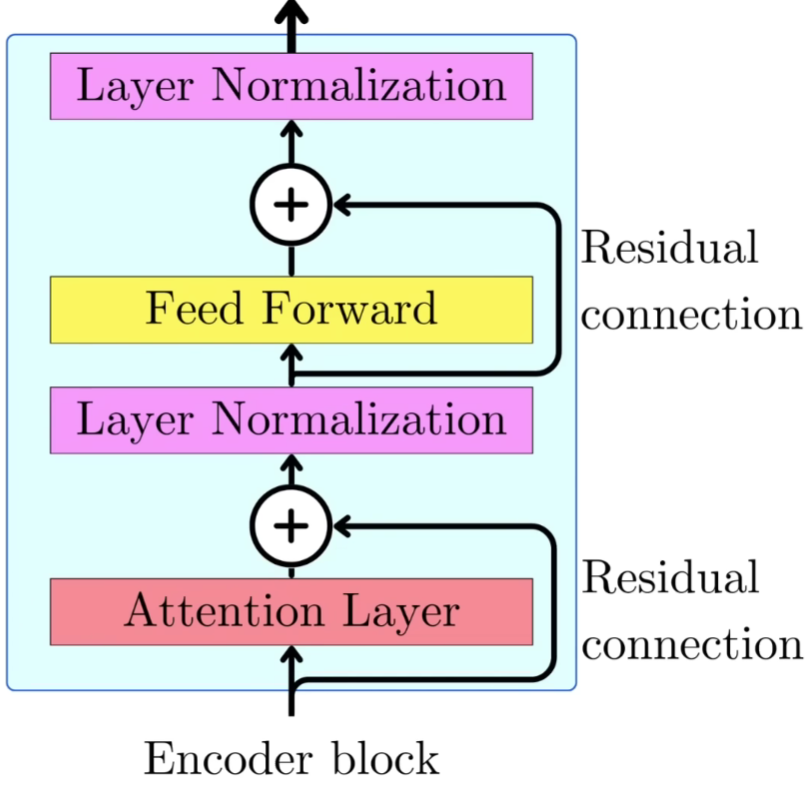 Layer Normalization
+
Feed Forward
Residual
connection
Layer Normalization
+
Attention Layer
Residual
connection
Encoder block